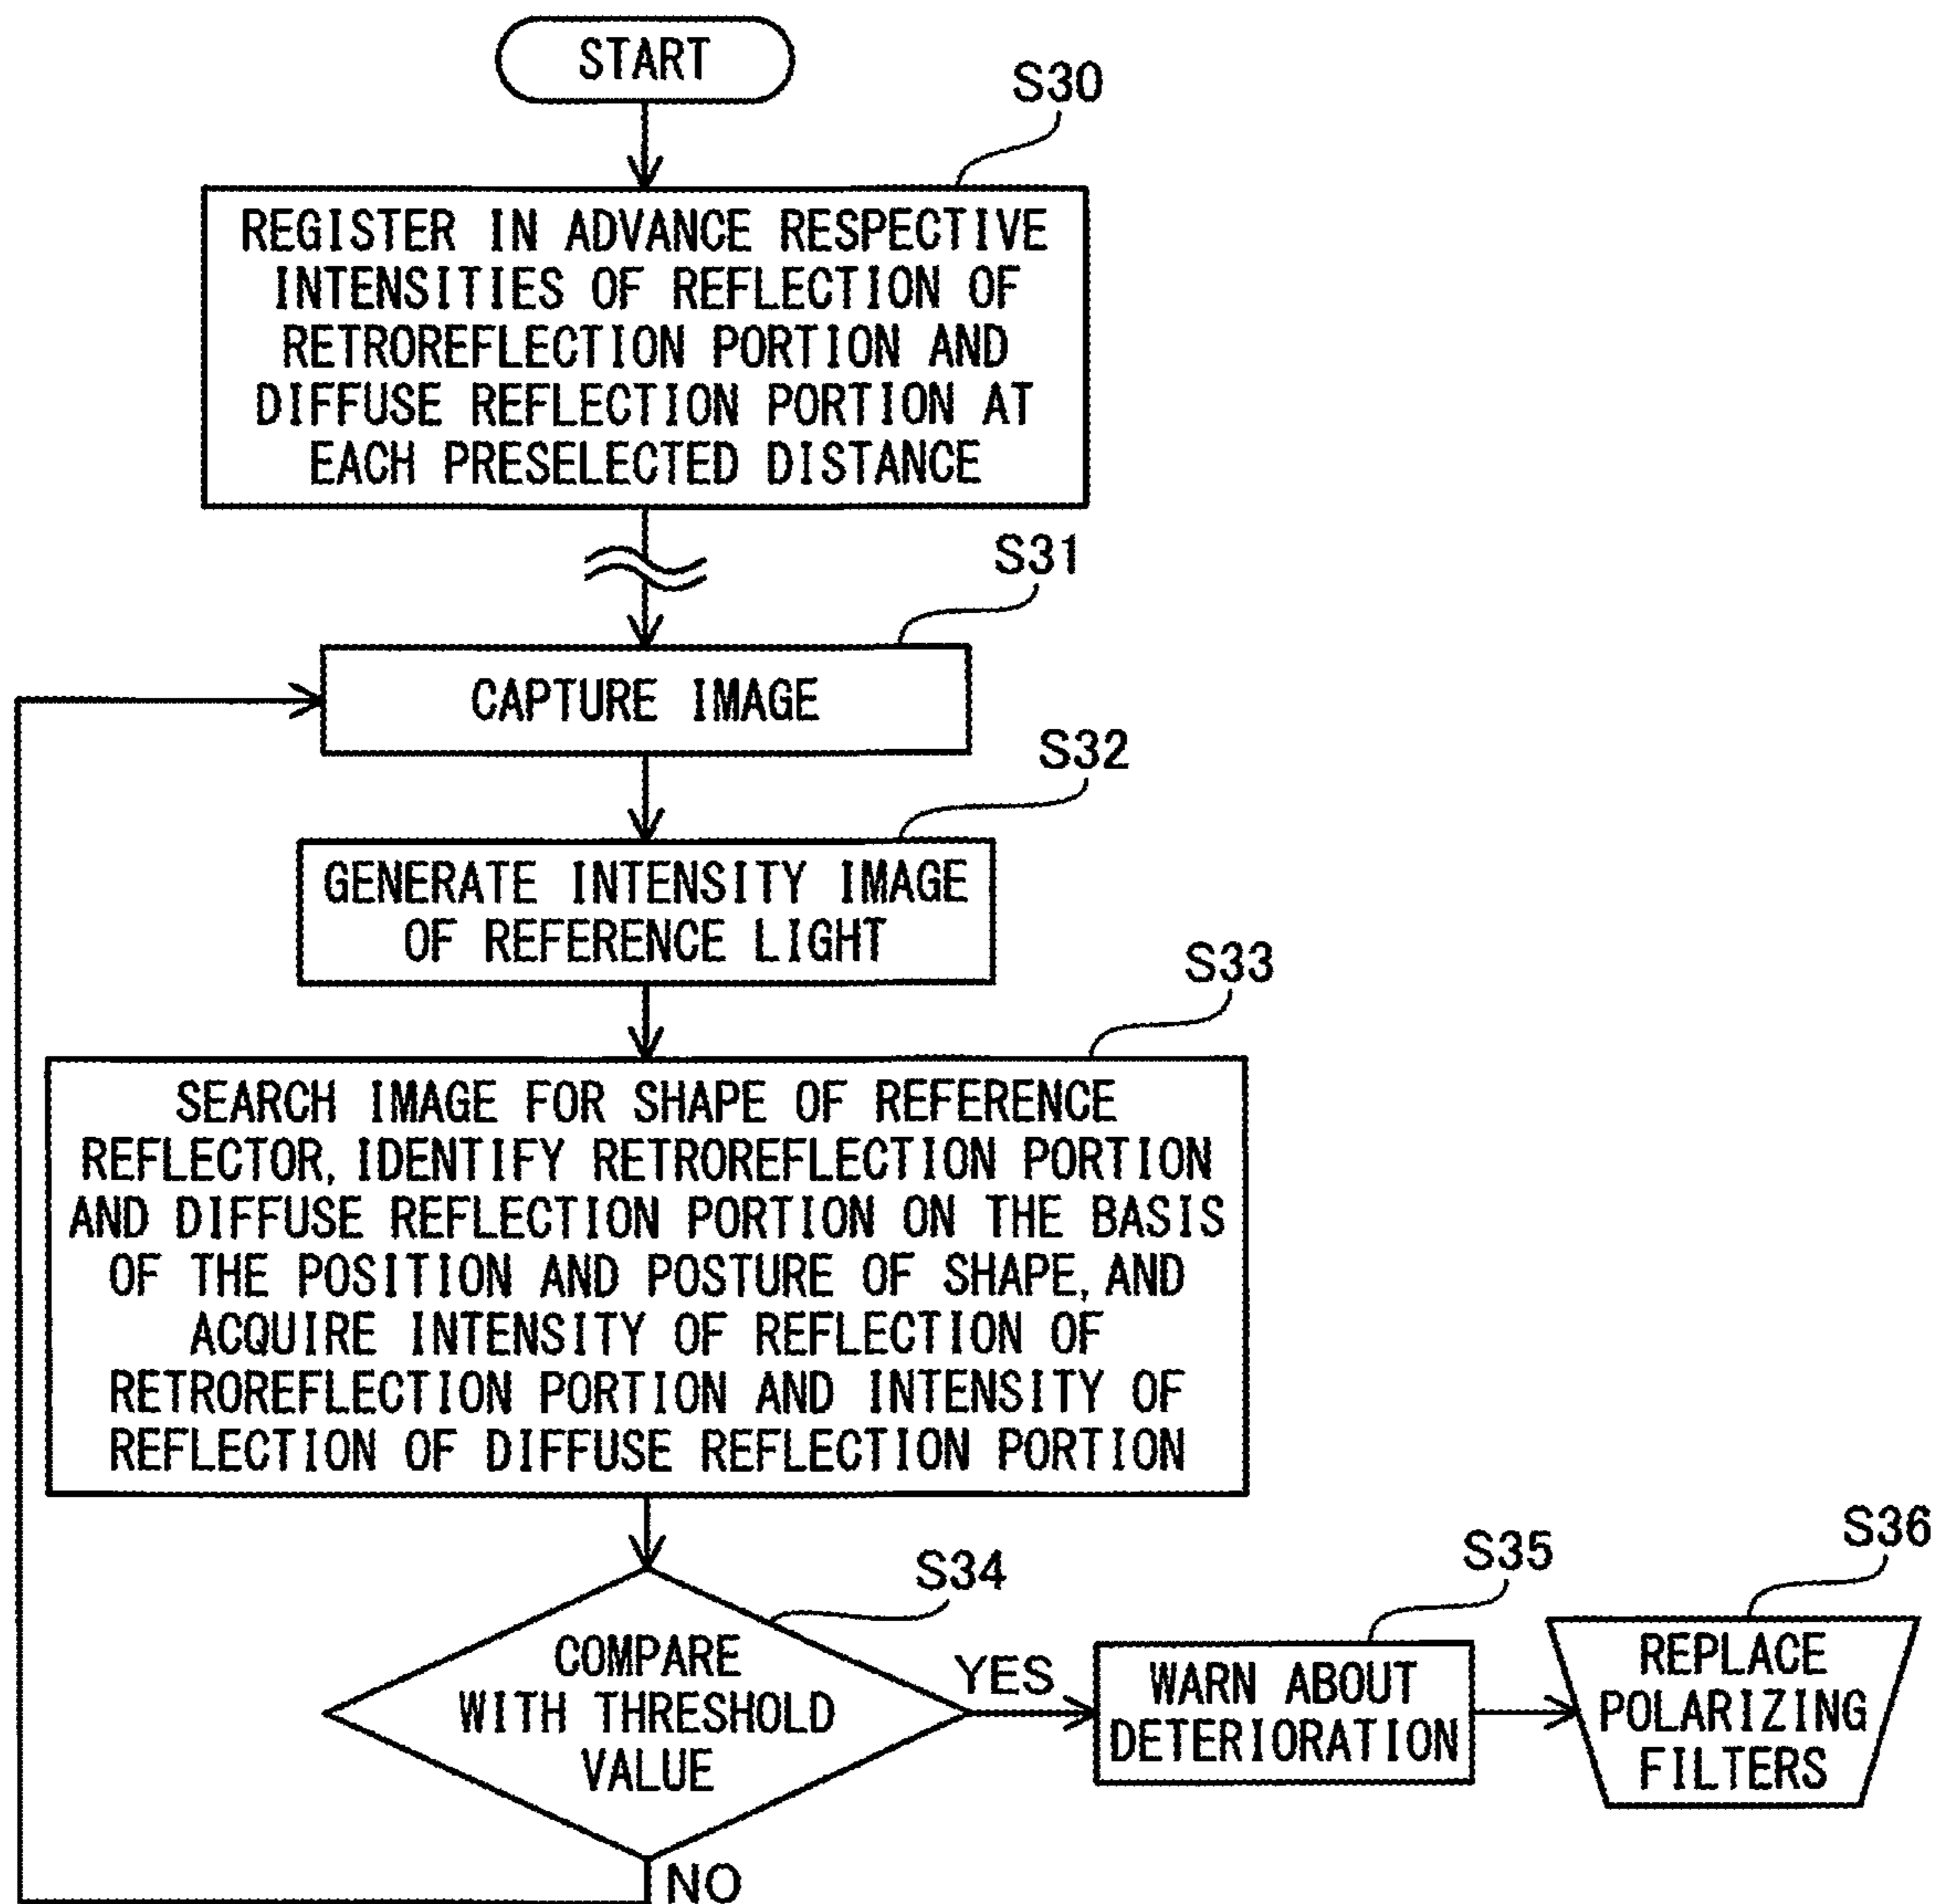 START
S30
REGISTER IN ADVANCE RESPECTIVE
INTENSITIES OF REFLECTION OF
RETROREFLECTION PORTION AND
DIFFUSE REFLECTION PORTION AT
EACH PRESELECTED DISTANCE
S31
CAPTURE IMAGE
S32
GENERATE INTENSITY IMAGE
OF REFERENCE LIGHT
S33
SEARCH IMAGE FOR SHAPE OF REFERENCE
REFLECTOR, IDENTIFY RETROREFLECTION PORTION
AND DIFFUSE REFLECTION PORTION ON THE BASIS
OF THE POSITION AND POSTURE OF SHAPE, AND
ACQUIRE INTENSITY OF REFLECTION OF
RETROREFLECTION PORTION AND INTENSITY OF
REFLECTION OF DIFFUSE REFLECTION PORTION
S34
COMPARE
WITH THRESHOLD
VALUE
YES
NO
S35
WARN ABOUT
DETERIORATION
S36
REPLACE
POLARIZING
FILTERS